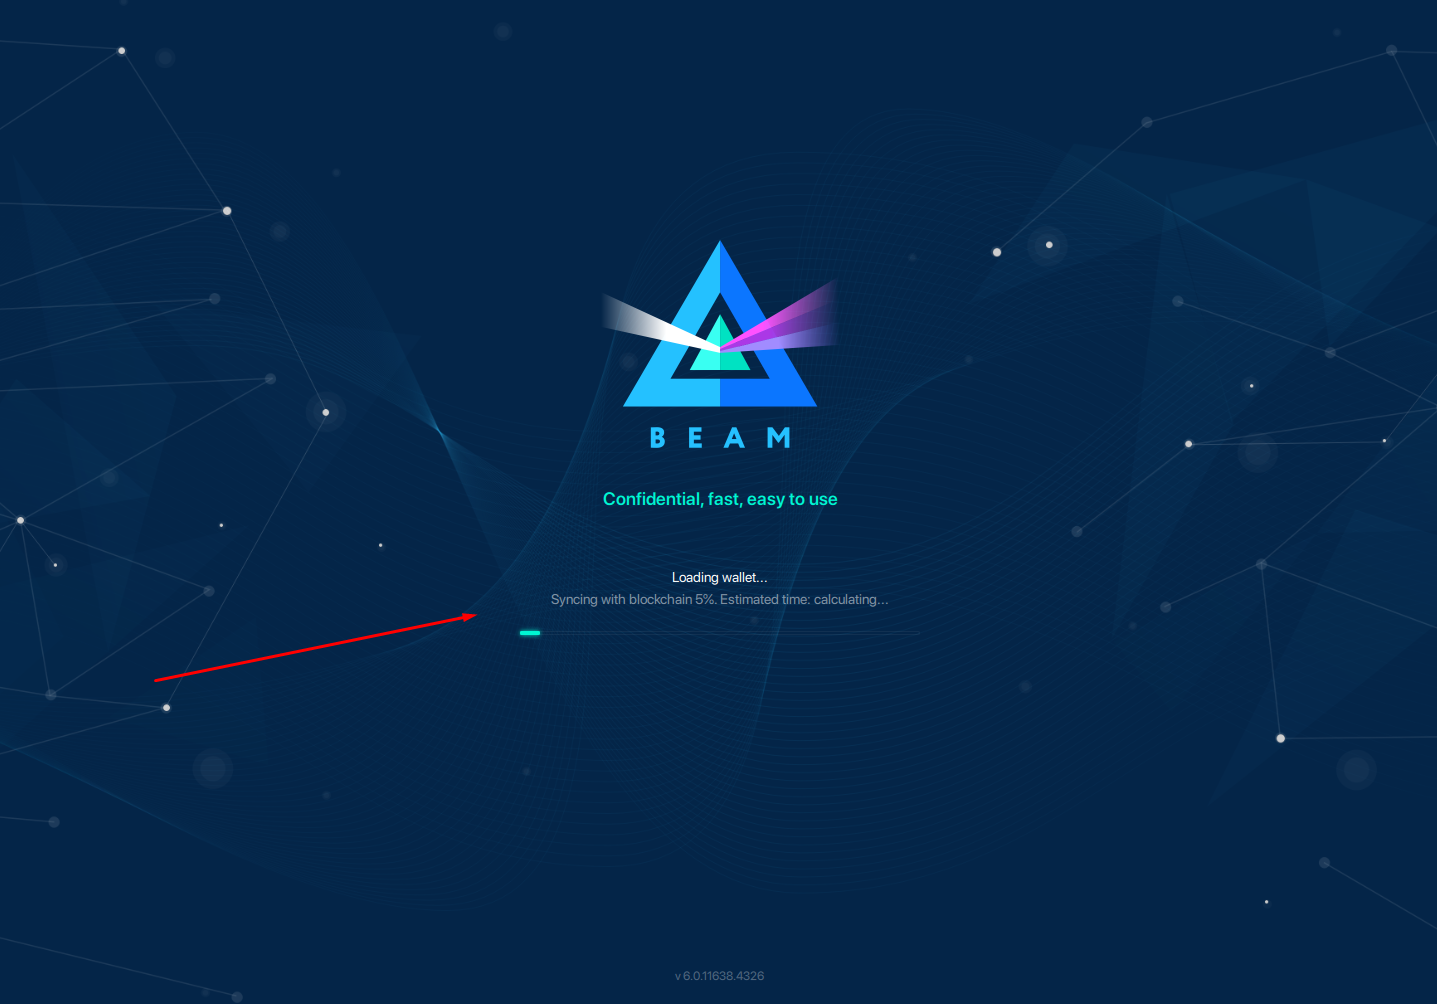 BEAM
Confidential, fast, easy to use
Loading wallet...
Syncing with blockchain 5%. Estimated time: calculating...
v 6.0.11638.4326